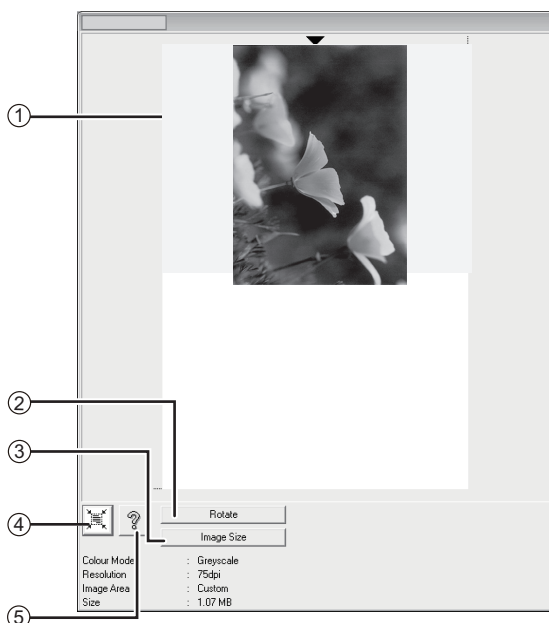 ①
②
Rotate
③
Image Size
④
Colour Mode : Greyscale
Resolution : 75dpi
Image Area : Custom
⑤
Size : 1.07 MB